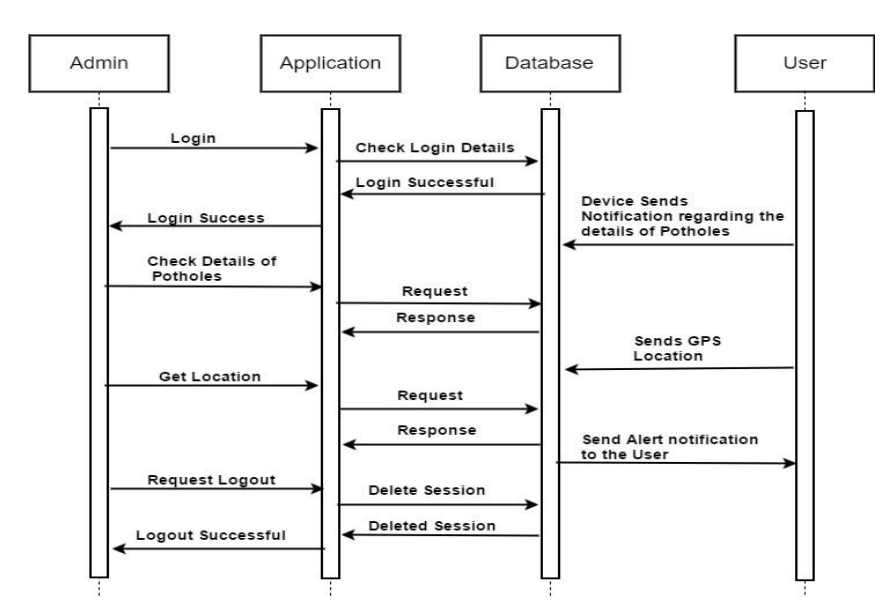 Admin
Application
Database
User
Login
Check Login Details
Login Successful
Device Sends
Notification regarding the
details of Potholes
Login Success
Check Details of
Potholes
Request
Response
Sends GPS
Location
Get Location
Request
Response
Send Alert notification
to the User
Request Logout
Delete Session
Deleted Session
Logout Successful